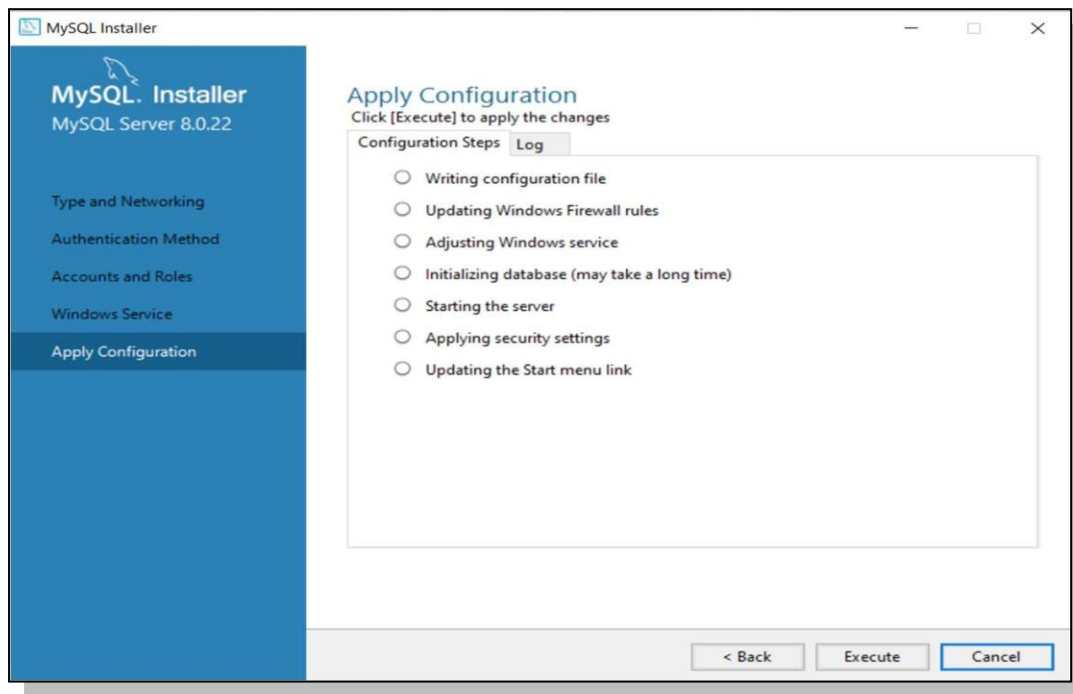 MySQL Installer
MySQL. Installer
MySQL Server 8.0.22
Type and Networking
Authentication Method
Accounts and Roles
Windows Service
Apply Configuration
Apply Configuration
Click [Execute] to apply the changes
Configuration Steps Log
Writing configuration file
Updating Windows Firewall rules
Adjusting Windows service
Initializing database (may take a long time)
Starting the server
Applying security settings
Updating the Start menu link
< Back Execute Cancel